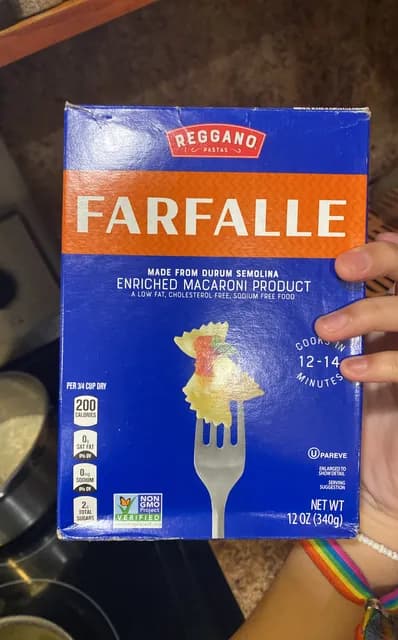 REGGANO
PASTAS
FARFALLE
MADE FROM DURUM SEMOLINA
ENRICHED MACARONI PRODUCT
A LOW FAT, CHOLESTEROL FREE, SODIUM FREE FOOD
COOKS IN
12-14
MINUTES
PER 3/4 CUP DRY
200
CALORIES
0g
SAT FAT
0% DV
0mg
SODIUM
0% DV
2g
TOTAL
SUGARS
NON
GMO
Project
VERIFIED
U PAREVE
ENLARGED TO
SHOW DETAIL
SERVING
SUGGESTION
NET WT
12 OZ (340g)